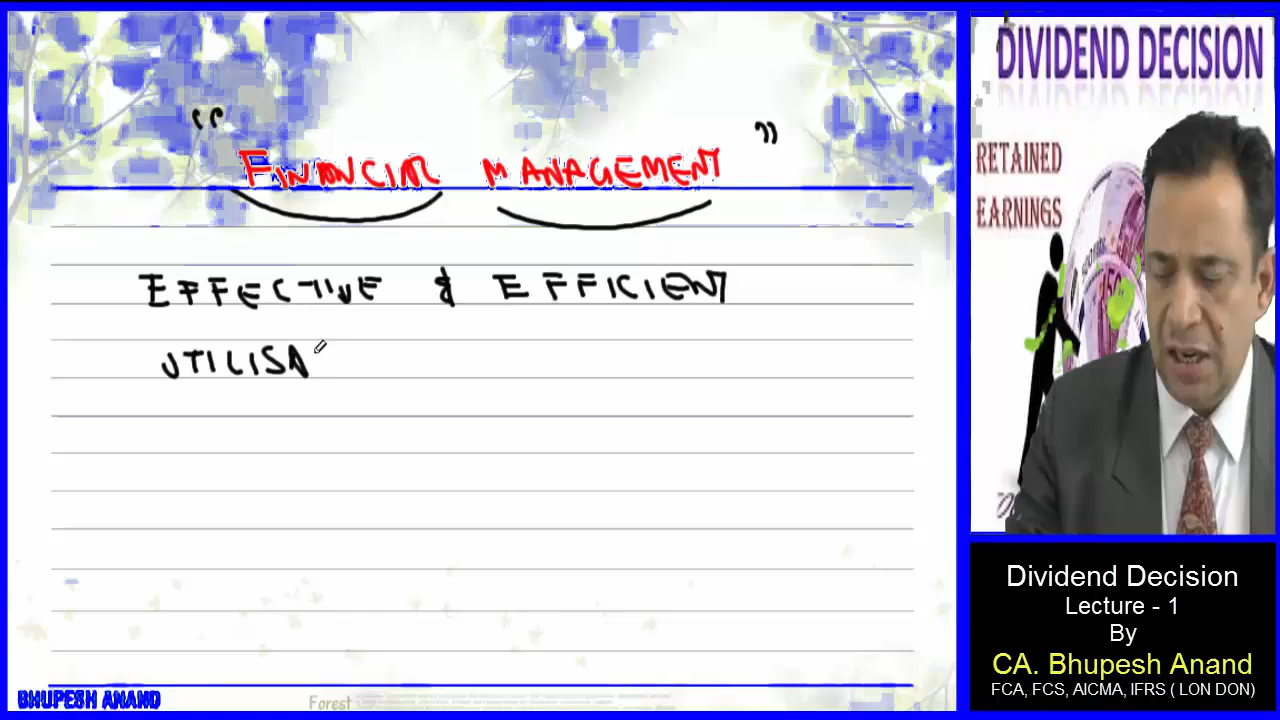 “ ”
FINANCIAL MANAGEMENT
EFFECTIVE & EFFICIENT
UTILISA
BHUPESH ANAND
Forest
DIVIDEND DECISION
RETAINED
EARNINGS
Dividend Decision
Lecture - 1
By
CA. Bhupesh Anand
FCA, FCS, AICMA, IFRS ( LON DON)